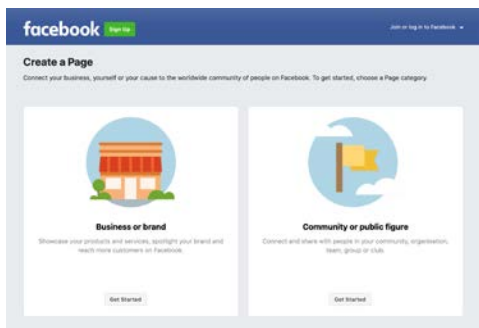 facebook Sign Up Join or log in to Facebook
Create a Page
Connect your business, yourself or your cause to the worldwide community of people on Facebook. To get started, choose a Page category.
Business or brand
Showcase your products and services, spotlight your brand and
reach more customers on Facebook.
Get Started
Community or public figure
Connect and share with people in your community, organisation,
team, group or club.
Get Started